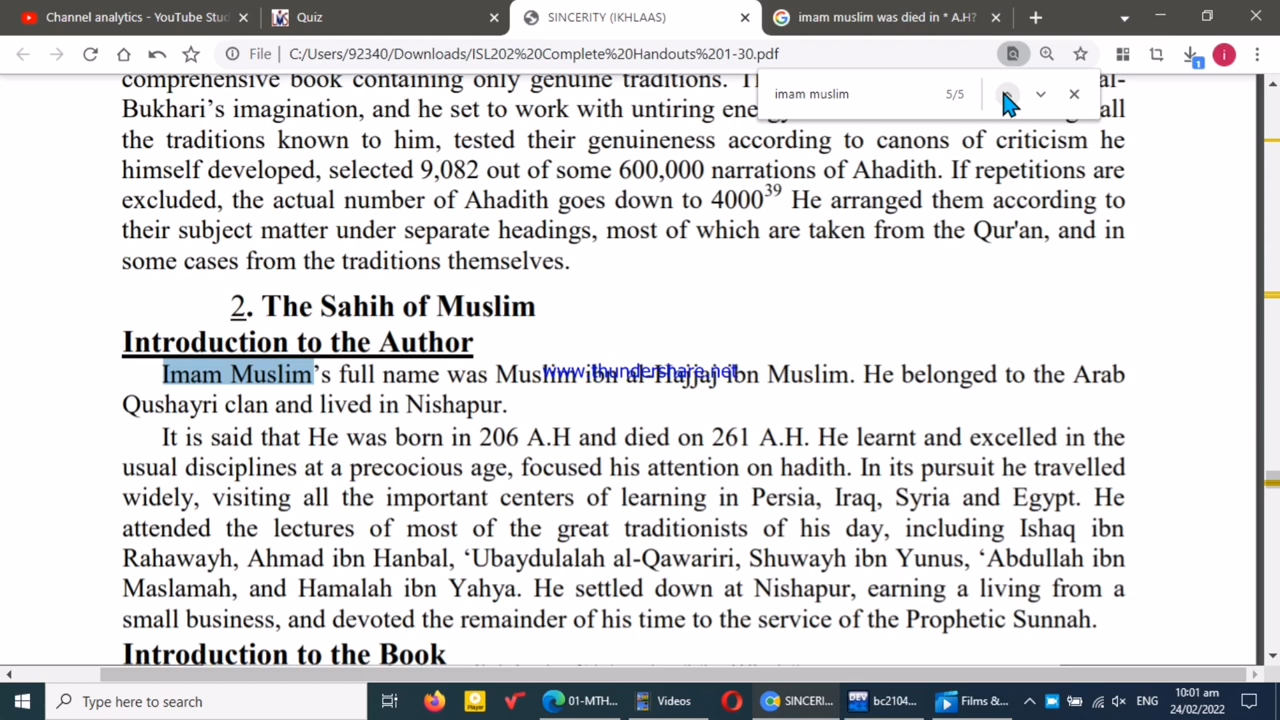 Channel analytics - YouTube Stud
Quiz
SINCERITY (IKHLAAS)
imam muslim was died in * A.H?
File
C:/Users/92340/Downloads/ISL202%20Complete%20Handouts%201-30.pdf
imam muslim
5/5
comprehensive book containing only genuine traditions.
Bukhari's imagination, and he set to work with untiring all
the traditions known to him, tested their genuineness according to canons of criticism he
himself developed, selected 9,082 out of some 600,000 narrations of Ahadith. If repetitions are
excluded, the actual number of Ahadith goes down to 4000³⁹ He arranged them according to
their subject matter under separate headings, most of which are taken from the Qur'an, and in
some cases from the traditions themselves.
2. The Sahih of Muslim
Introduction to the Author
Imam Muslim's full name was Muslim ibn al-Hajjaj ibn Muslim. He belonged to the Arab
www.thundershare.net
Qushayri clan and lived in Nishapur.
It is said that He was born in 206 A.H and died on 261 A.H. He learnt and excelled in the
usual disciplines at a precocious age, focused his attention on hadith. In its pursuit he travelled
widely, visiting all the important centers of learning in Persia, Iraq, Syria and Egypt. He
attended the lectures of most of the great traditionists of his day, including Ishaq ibn
Rahawayh, Ahmad ibn Hanbal, ‘Ubaydulalah al-Qawariri, Shuwayh ibn Yunus, ‘Abdullah ibn
Maslamah, and Hamalah ibn Yahya. He settled down at Nishapur, earning a living from a
small business, and devoted the remainder of his time to the service of the Prophetic Sunnah.
Introduction to the Book
Type here to search
01-MTH...
Videos
SINCERI...
DEV
bc2104...
Films &...
ENG
10:01 am
24/02/2022